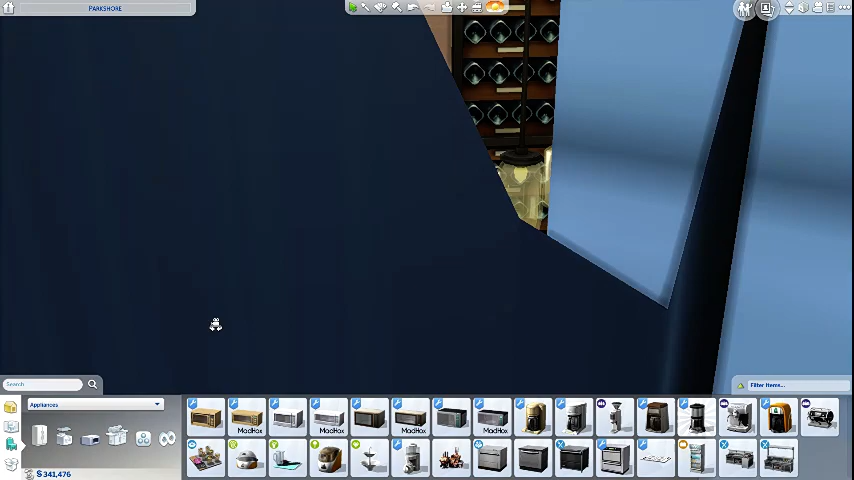 PARKSHORE
Search
Filter Items...
Appliances
MadHox
MadHox
MadHox
MadHox
§341,476